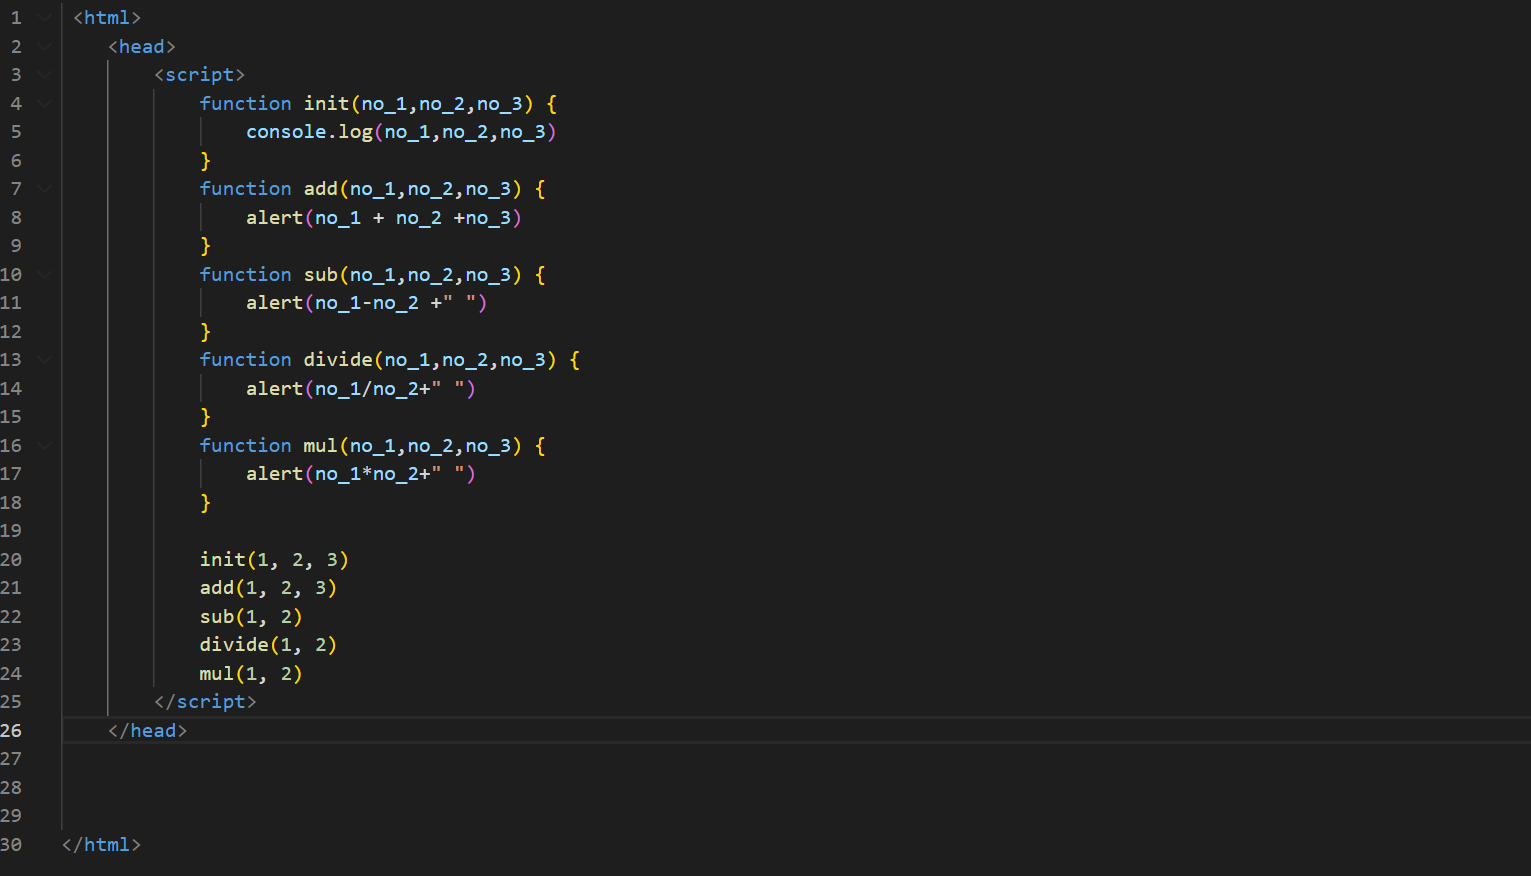 1 <html>
2 <head>
3 <script>
4 function init(no_1,no_2,no_3) {
5 console.log(no_1,no_2,no_3)
6 }
7 function add(no_1,no_2,no_3) {
8 alert(no_1 + no_2 +no_3)
9 }
10 function sub(no_1,no_2,no_3) {
11 alert(no_1-no_2 +" ")
12 }
13 function divide(no_1,no_2,no_3) {
14 alert(no_1/no_2+" ")
15 }
16 function mul(no_1,no_2,no_3) {
17 alert(no_1*no_2+" ")
18 }
19
20 init(1, 2, 3)
21 add(1, 2, 3)
22 sub(1, 2)
23 divide(1, 2)
24 mul(1, 2)
25 </script>
26 </head>
27
28
29
30 </html>